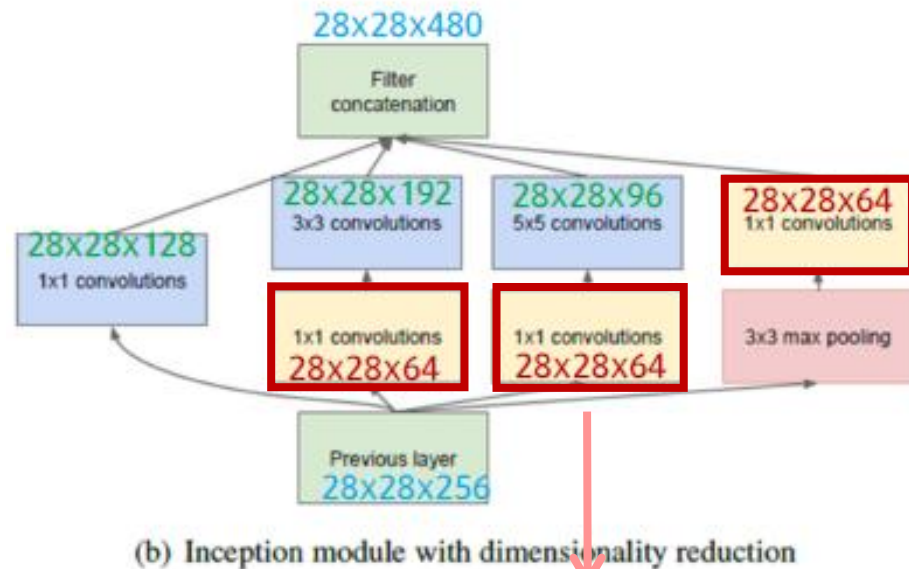 28x28x480
Filter
concatenation
28x28x192
3x3 convolutions
28x28x96
5x5 convolutions
28x28x64
1x1 convolutions
28x28x128
1x1 convolutions
1x1 convolutions
28x28x64
1x1 convolutions
28x28x64
3x3 max pooling
Previous layer
28x28x256
(b) Inception module with dimensionality reduction